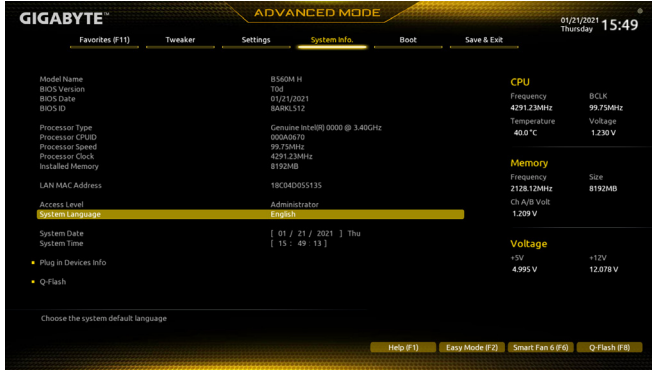 GIGABYTE™
ADVANCED MODE
01/21/2021 Thursday 15:49
Favorites (F11) Tweaker Settings System Info. Boot Save & Exit
Model Name B560M H
BIOS Version T0d
BIOS Date 01/21/2021
BIOS ID 8ARKL512
Processor Type Genuine Intel(R) 0000 @ 3.40GHz
Processor CPUID 000A0670
Processor Speed 99.75MHz
Processor Clock 4291.23MHz
Installed Memory 8192MB
LAN MAC Address 18C04D055135
Access Level Administrator
System Language English
System Date [ 01 / 21 / 2021 ] Thu
System Time [ 15 : 49 : 13 ]
Plug in Devices Info
Q-Flash
CPU
Frequency BCLK
4291.23MHz 99.75MHz
Temperature Voltage
40.0 °C 1.230 V
Memory
Frequency Size
2128.12MHz 8192MB
Ch A/B Volt
1.209 V
Voltage
+5V +12V
4.995 V 12.078 V
Choose the system default language
Help (F1) Easy Mode (F2) Smart Fan 6 (F6) Q-Flash (F8)